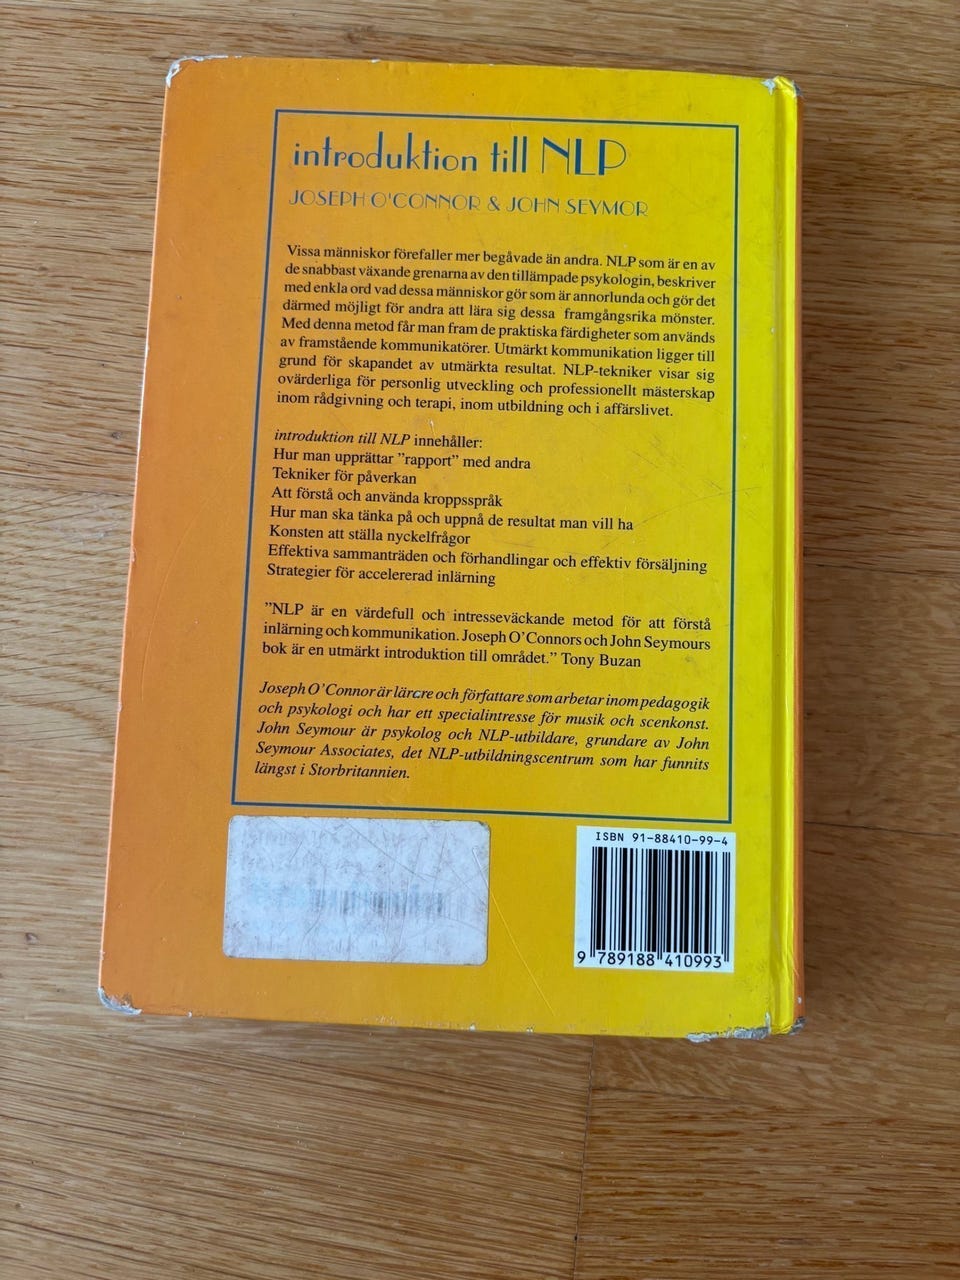 introduktion till NLP
JOSEPH O'CONNOR & JOHN SEYMOR
Vissa människor förefaller mer begåvade än andra. NLP som är en av
de snabbast växande grenarna av den tillämpade psykologin, beskriver
med enkla ord vad dessa människor gör som är annorlunda och gör det
därmed möjligt för andra att lära sig dessa framgångsrika mönster.
Med denna metod får man fram de praktiska färdigheter som används
av framstående kommunikatörer. Utmärkt kommunikation ligger till
grund för skapandet av utmärkta resultat. NLP-tekniker visar sig
ovärderliga för personlig utveckling och professionellt mästerskap
inom rådgivning och terapi, inom utbildning och i affärslivet.
introduktion till NLP innehåller:
Hur man upprättar ”rapport” med andra
Tekniker för påverkan
Att förstå och använda kroppsspråk
Hur man ska tänka på och uppnå de resultat man vill ha
Konsten att ställa nyckelfrågor
Effektiva sammanträden och förhandlingar och effektiv försäljning
Strategier för accelererad inlärning
”NLP är en värdefull och intresseväckande metod för att förstå
inlärning och kommunikation. Joseph O’Connors och John Seymours
bok är en utmärkt introduktion till området.” Tony Buzan
Joseph O’Connor är lärare och författare som arbetar inom pedagogik
och psykologi och har ett specialintresse för musik och scenkonst.
John Seymour är psykolog och NLP-utbildare, grundare av John
Seymour Associates, det NLP-utbildningscentrum som har funnits
längst i Storbritannien.
ISBN 91-88410-99-4
9 789188 410993